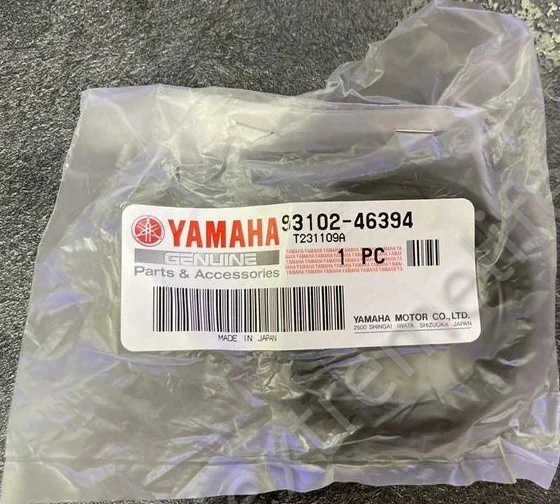 YAMAHA
93102-46394
T231109A
GENUINE
Parts & Accessories
1 PC
YAMAHA MOTOR CO.,LTD.
2500 SHINGAI IWATA SHIZUOKA JAPAN
MADE IN JAPAN